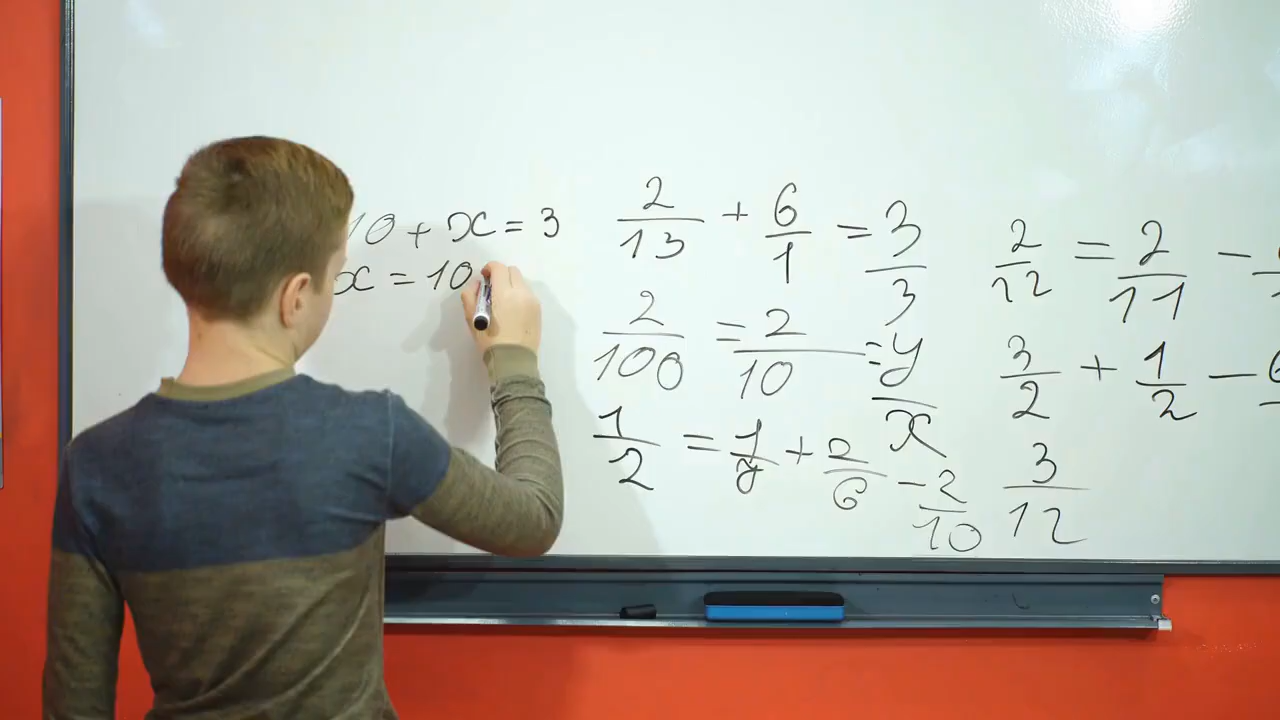 10 + x = 3
x = 10
2/13 + 6/1 = 3/3
2/100 = 2/10 = y/x
1/2 = 1/y + 2/6 - 2/10
2/12 = 2/11 -
3/2 + 1/2 - 6
3/12